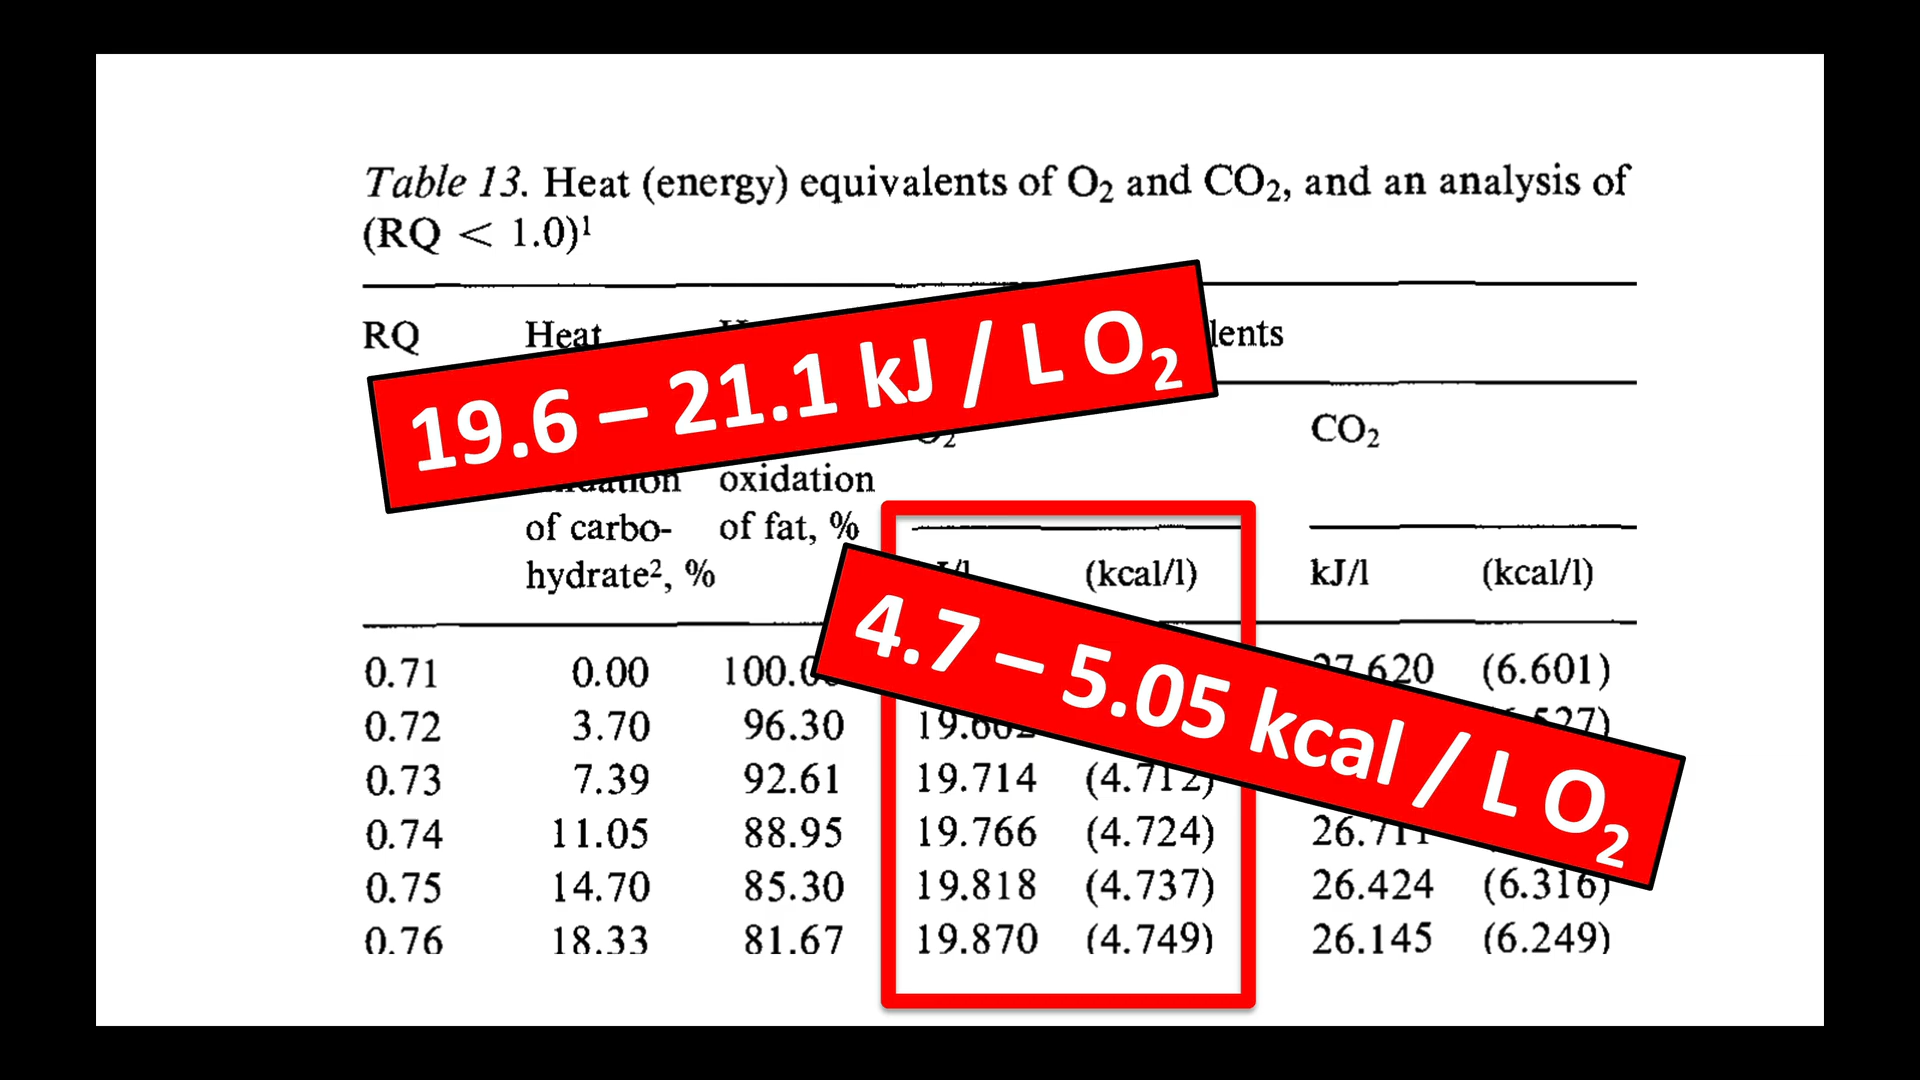 Table 13. Heat (energy) equivalents of O₂ and CO₂, and an analysis of
(RQ < 1.0)¹
RQ Heat
19.6 – 21.1 kJ / L O₂
CO₂
oxidation
of carbo- of fat, %
hydrate², % (kcal/l) kJ/l (kcal/l)
4.7 – 5.05 kcal / L O₂
0.71 0.00 (6.601)
0.72 3.70 96.30
0.73 7.39 92.61 19.714 (4.712)
0.74 11.05 88.95 19.766 (4.724)
0.75 14.70 85.30 19.818 (4.737) 26.424 (6.316)
0.76 18.33 81.67 19.870 (4.749) 26.145 (6.249)